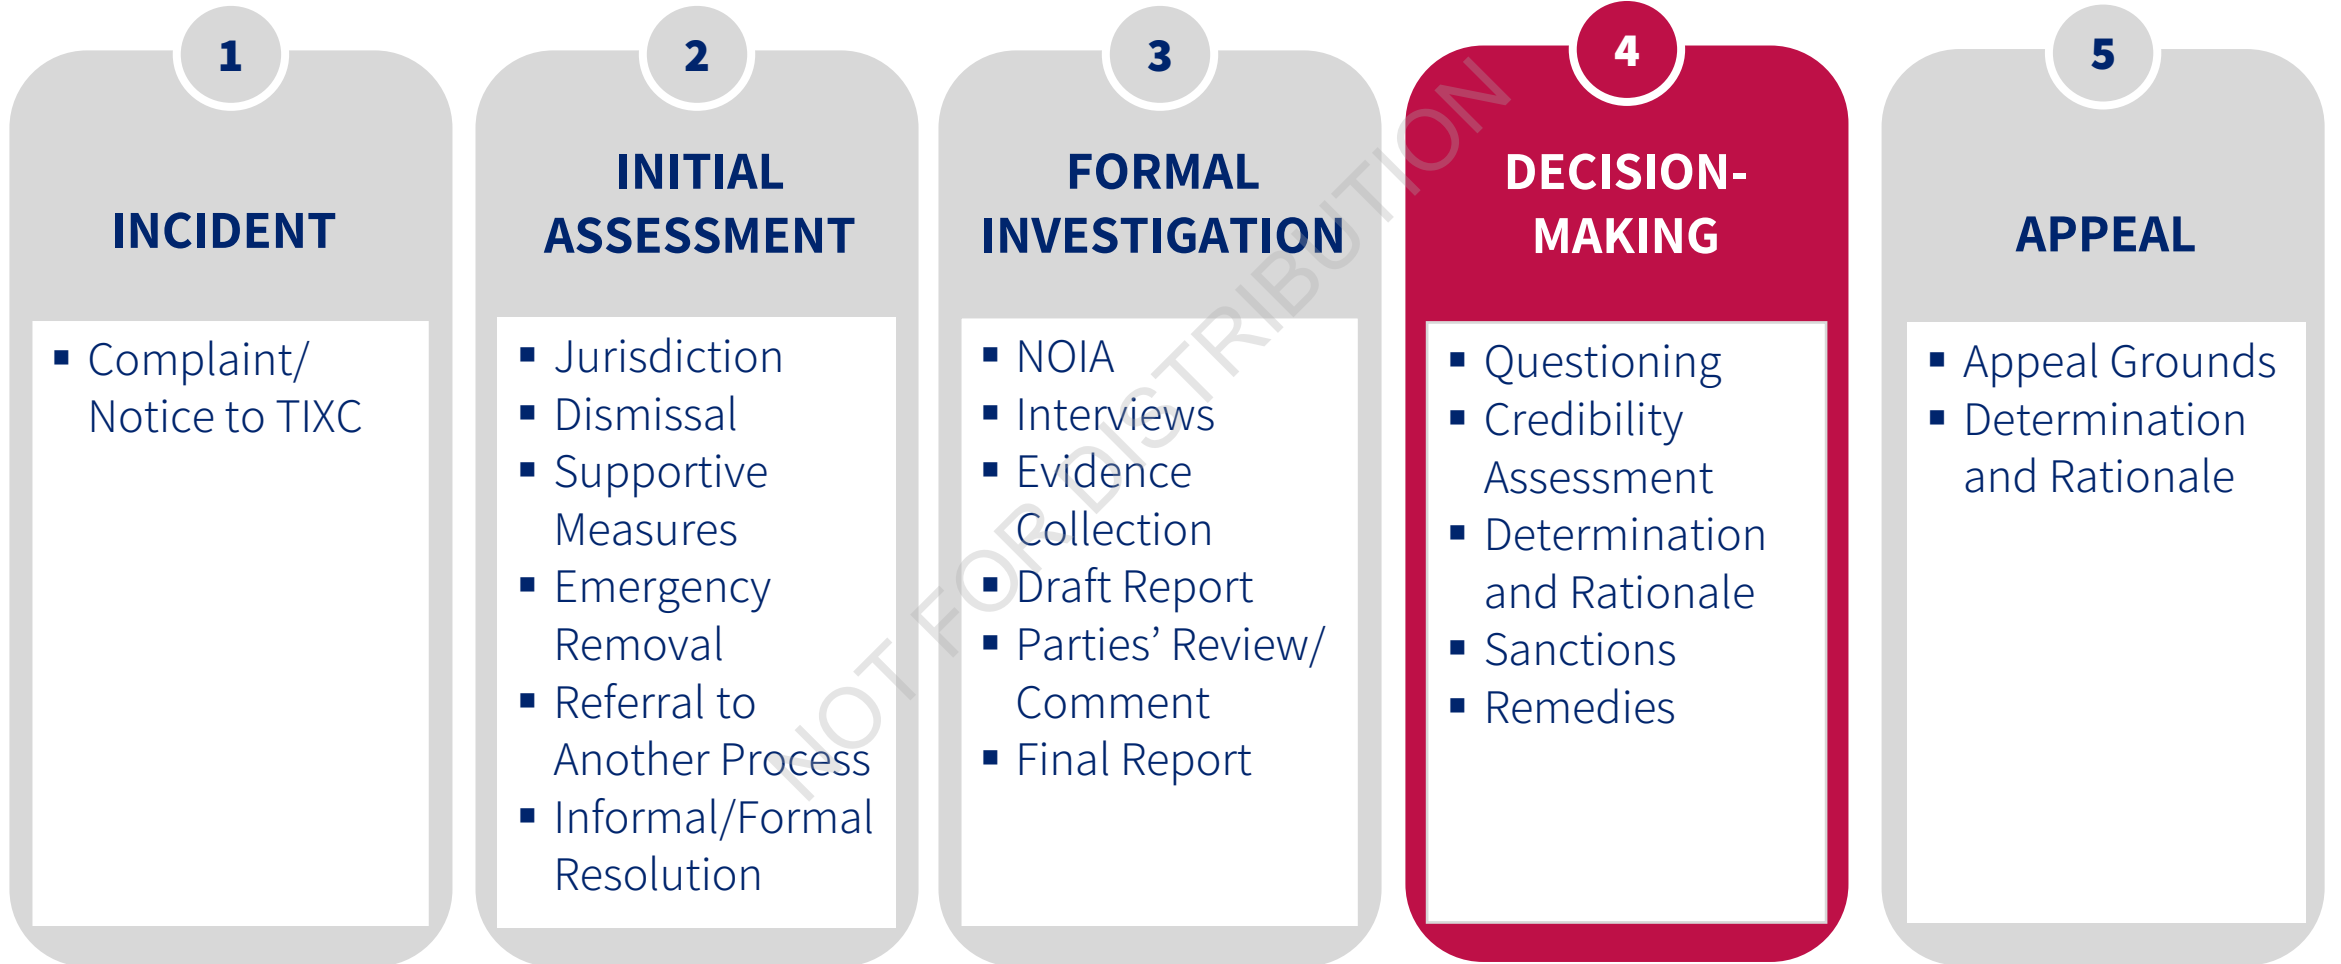 1
INCIDENT
▪ Complaint/
Notice to TIXC
2
INITIAL
ASSESSMENT
▪ Jurisdiction
▪ Dismissal
▪ Supportive
Measures
▪ Emergency
Removal
▪ Referral to
Another Process
▪ Informal/Formal
Resolution
3
FORMAL
INVESTIGATION
▪ NOIA
▪ Interviews
▪ Evidence
Collection
▪ Draft Report
▪ Parties’ Review/
Comment
▪ Final Report
4
DECISION-
MAKING
▪ Questioning
▪ Credibility
Assessment
▪ Determination
and Rationale
▪ Sanctions
▪ Remedies
5
APPEAL
▪ Appeal Grounds
▪ Determination
and Rationale
NOT FOR DISTRIBUTION